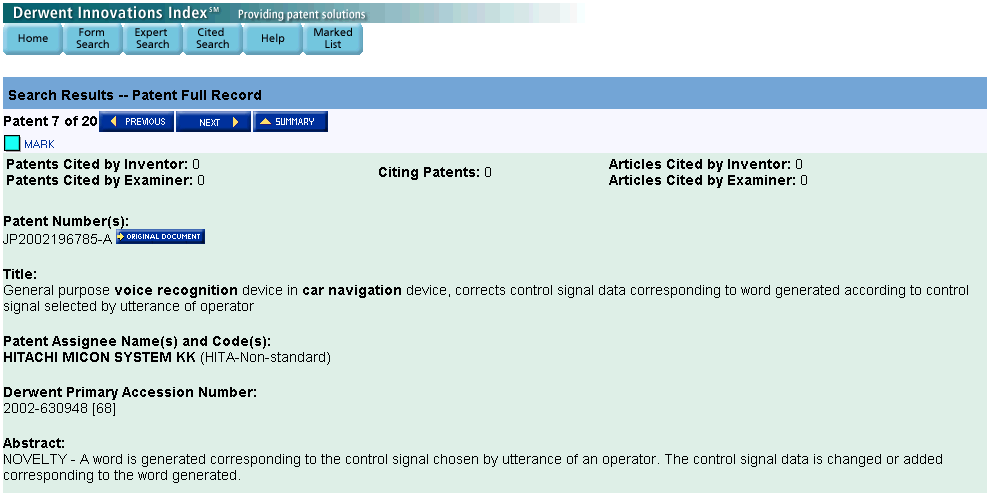 Derwent Innovations Index℠ Providing patent solutions
Home Form Search Expert Search Cited Search Help Marked List
Search Results -- Patent Full Record
Patent 7 of 20 PREVIOUS NEXT SUMMARY
MARK
Patents Cited by Inventor: 0
Patents Cited by Examiner: 0
Citing Patents: 0
Articles Cited by Inventor: 0
Articles Cited by Examiner: 0
Patent Number(s):
JP2002196785-A ORIGINAL DOCUMENT
Title:
General purpose voice recognition device in car navigation device, corrects control signal data corresponding to word generated according to control
signal selected by utterance of operator
Patent Assignee Name(s) and Code(s):
HITACHI MICON SYSTEM KK (HITA-Non-standard)
Derwent Primary Accession Number:
2002-630948 [68]
Abstract:
NOVELTY - A word is generated corresponding to the control signal chosen by utterance of an operator. The control signal data is changed or added
corresponding to the word generated.